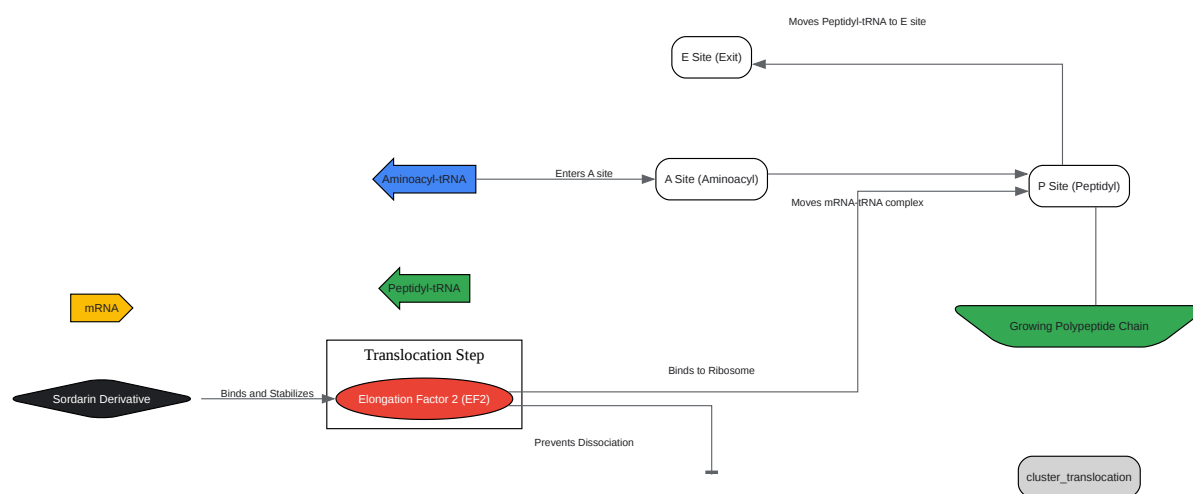 Moves Peptidyl-tRNA to E site
E Site (Exit)
Aminoacyl-tRNA
Enters A site
A Site (Aminoacyl)
P Site (Peptidyl)
Moves mRNA-tRNA complex
Peptidyl-tRNA
mRNA
Growing Polypeptide Chain
Translocation Step
Binds to Ribosome
Sordarin Derivative
Binds and Stabilizes
Elongation Factor 2 (EF2)
Prevents Dissociation
cluster_translocation